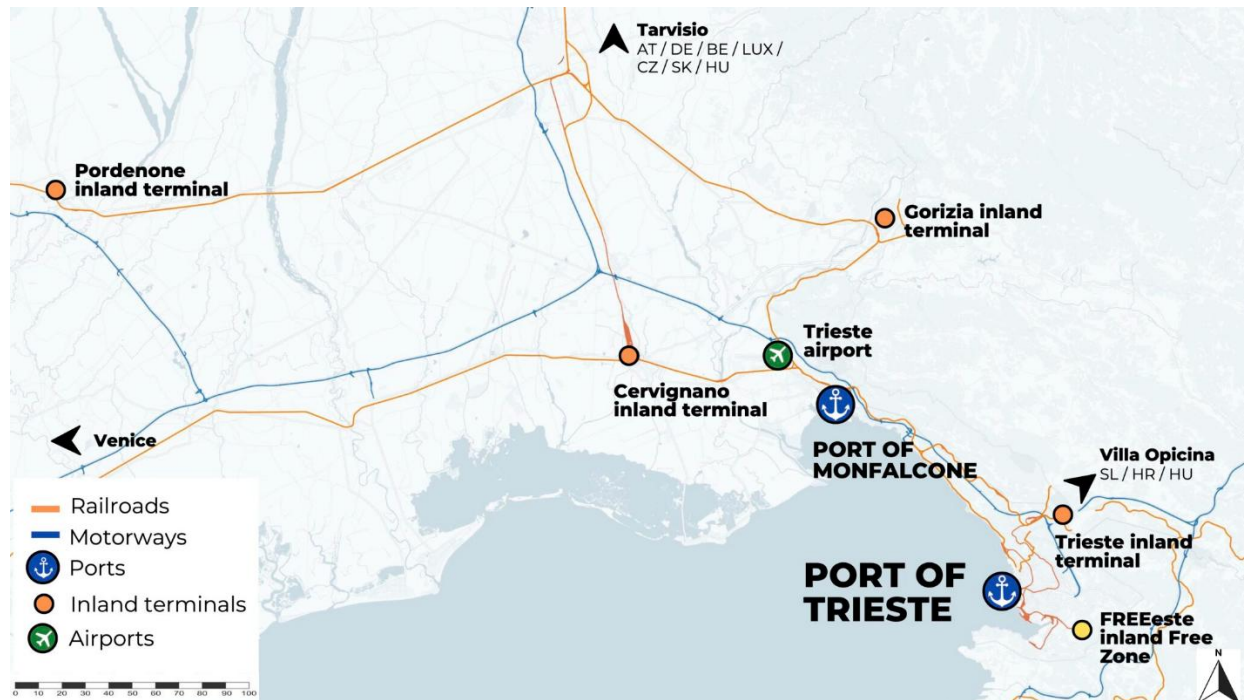 Tarvisio
AT / DE / BE / LUX /
CZ / SK / HU
Pordenone
inland terminal
Gorizia inland
terminal
Trieste
airport
Cervignano
inland terminal
PORT OF
MONFALCONE
Venice
Villa Opicina
SL / HR / HU
Trieste inland
terminal
PORT OF
TRIESTE
FREEeste
inland Free
Zone
Railroads
Motorways
Ports
Inland terminals
Airports
0 10 20 30 40 50 60 70 80 90 100
N